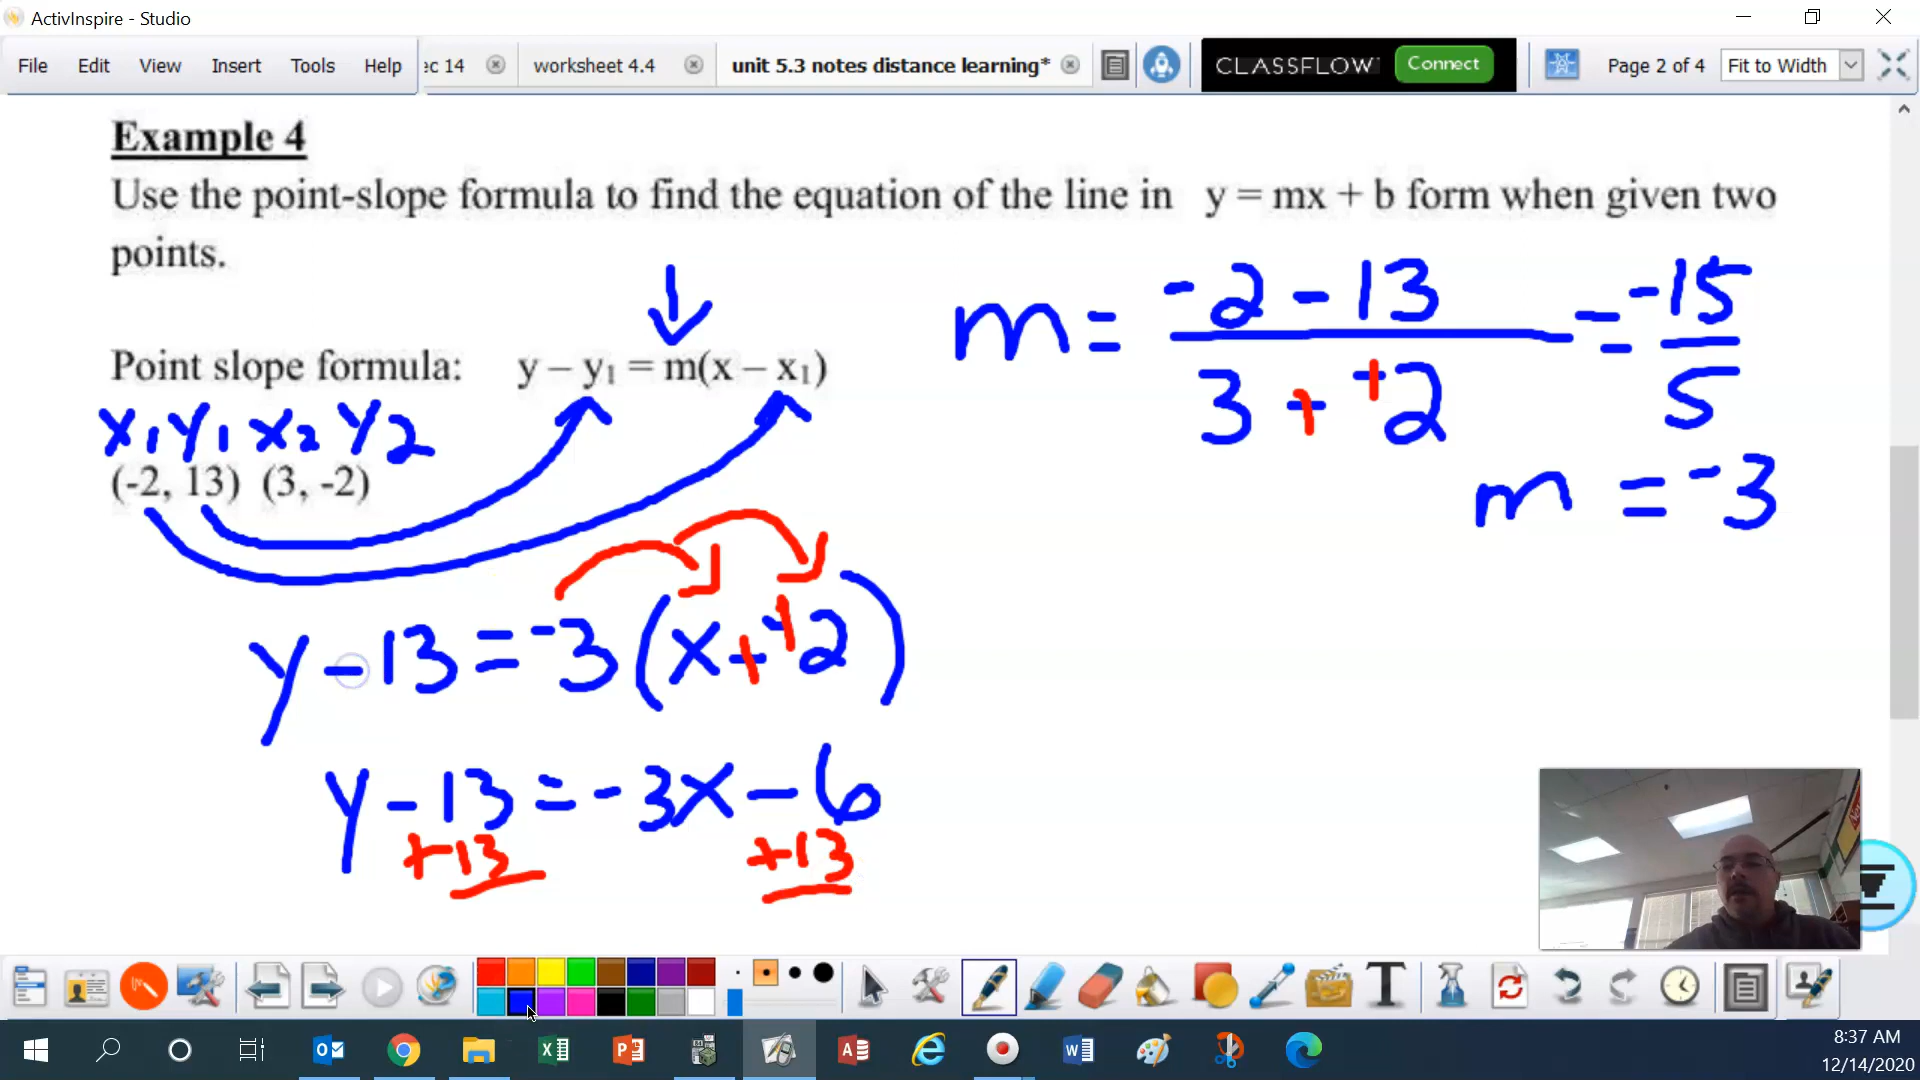 ActivInspire - Studio
File Edit View Insert Tools Help
ec 14
worksheet 4.4
unit 5.3 notes distance learning*
CLASSFLOW Connect
Page 2 of 4
Fit to Width
Example 4
Use the point-slope formula to find the equation of the line in y = mx + b form when given two
points.
m = -2 - 13 / 3 + +2 = -15 / 5
Point slope formula: y – y₁ = m(x – x₁)
x1 y1 x2 y2
(-2, 13) (3, -2)
m = -3
y - 13 = -3 (x + +2)
y - 13 = -3x - 6
+13 +13
T
8:37 AM
12/14/2020